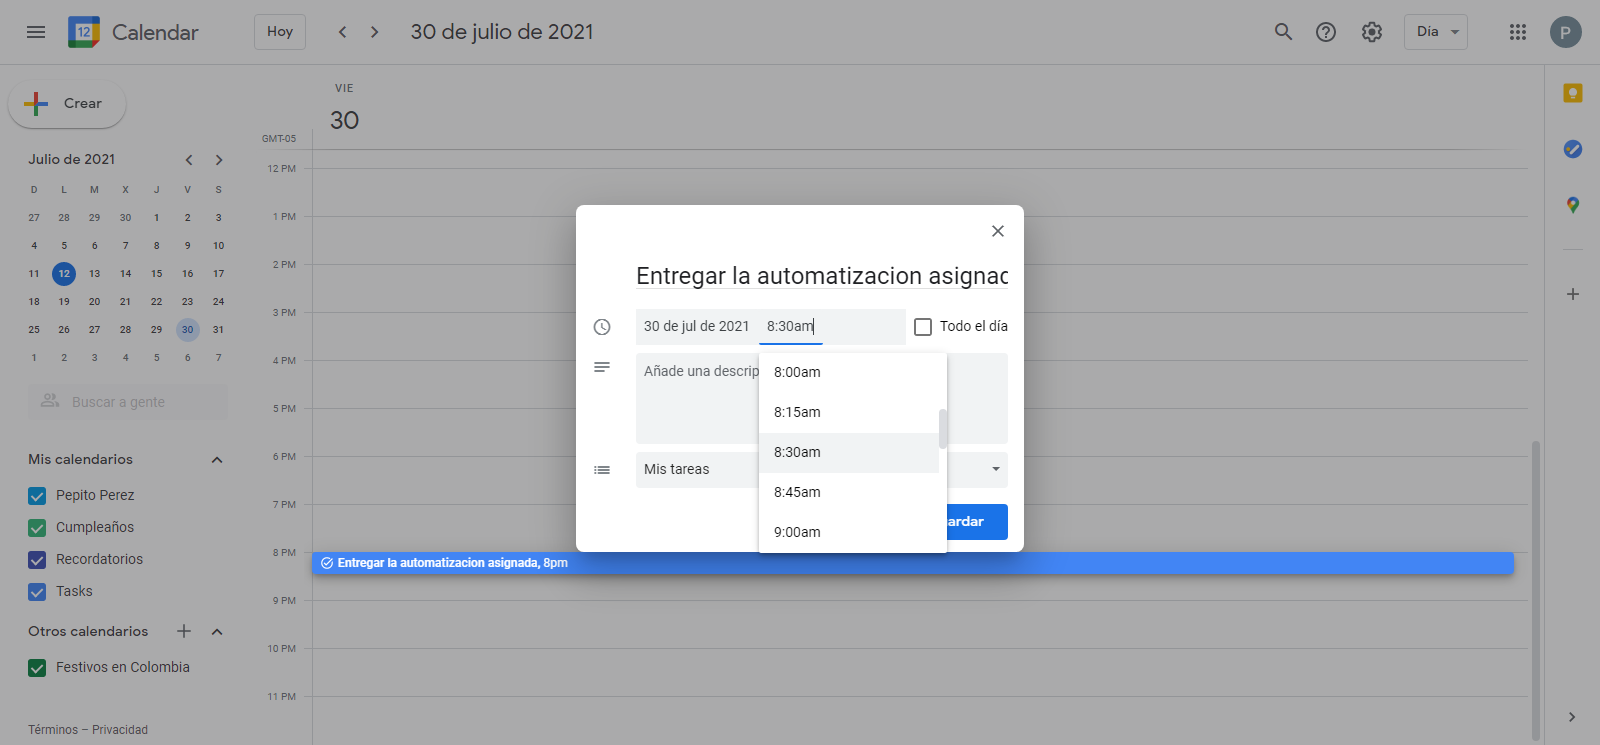 12 Calendar Hoy 30 de julio de 2021 Día P
Crear
Julio de 2021
D L M X J V S
27 28 29 30 1 2 3
4 5 6 7 8 9 10
11 12 13 14 15 16 17
18 19 20 21 22 23 24
25 26 27 28 29 30 31
1 2 3 4 5 6 7
Buscar a gente
Mis calendarios
Pepito Perez
Cumpleaños
Recordatorios
Tasks
Otros calendarios
Festivos en Colombia
Términos – Privacidad
VIE
30
GMT-05
12 PM
1 PM
2 PM
3 PM
4 PM
5 PM
6 PM
7 PM
8 PM
9 PM
10 PM
11 PM
Entregar la automatizacion asignada, 8pm
Entregar la automatizacion asignad
30 de jul de 2021 8:30am Todo el día
Añade una descrip
Mis tareas
8:00am
8:15am
8:30am
8:45am
9:00am
ardar